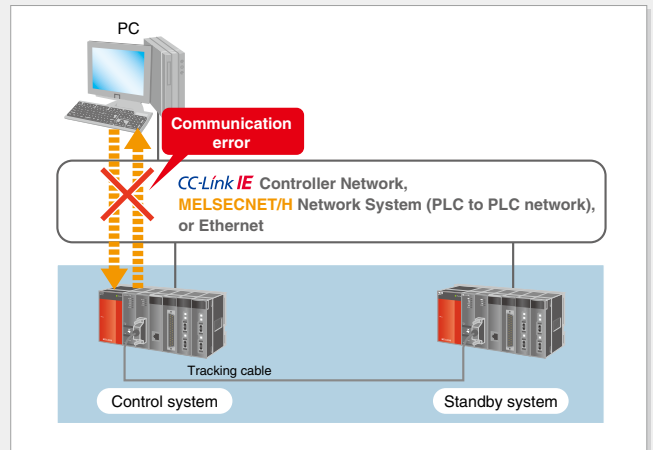 PC
Communication
error
CC-Link IE Controller Network,
MELSECNET/H Network System (PLC to PLC network),
or Ethernet
Tracking cable
Control system
Standby system